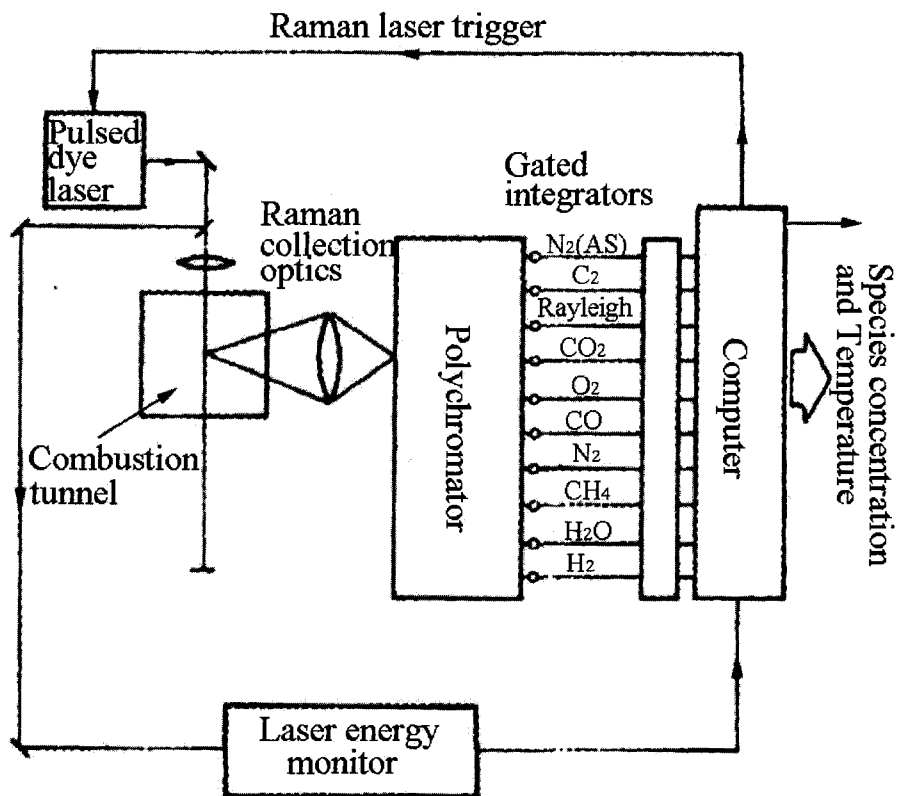 Raman laser trigger
Pulsed
dye
laser
Gated
integrators
Raman
collection
optics
N₂(AS)
C₂
Rayleigh
CO₂
O₂
CO
N₂
CH₄
H₂O
H₂
Polychromator
Computer
Species concentration
and Temperature
Combustion
tunnel
Laser energy
monitor